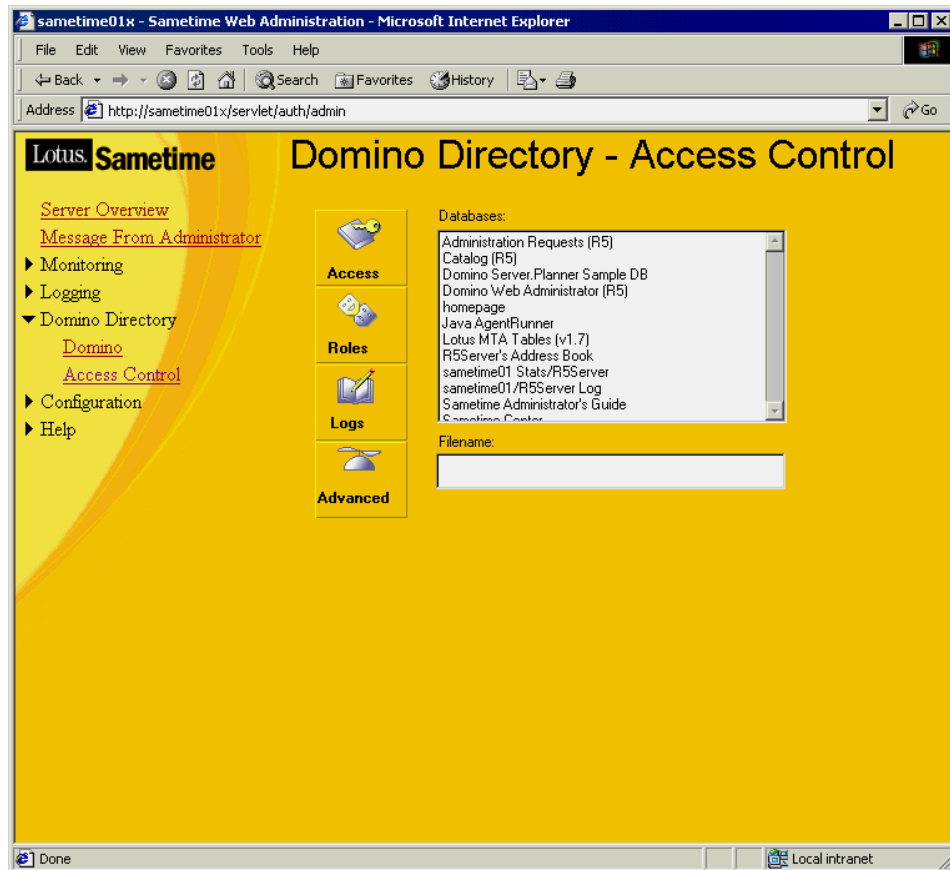 sametime01x - Sametime Web Administration - Microsoft Internet Explorer
File Edit View Favorites Tools Help
Back Search Favorites History
Address http://sametime01x/servlet/auth/admin Go
Lotus. Sametime
Domino Directory - Access Control
Server Overview
Message From Administrator
Monitoring
Logging
Domino Directory
Domino
Access Control
Configuration
Help
Access
Roles
Logs
Advanced
Databases:
Administration Requests (R5)
Catalog (R5)
Domino Server.Planner Sample DB
Domino Web Administrator (R5)
homepage
Java AgentRunner
Lotus MTA Tables (v1.7)
R5Server's Address Book
sametime01 Stats/R5Server
sametime01/R5Server Log
Sametime Administrator's Guide
Sametime Center
Filename:
Done Local intranet